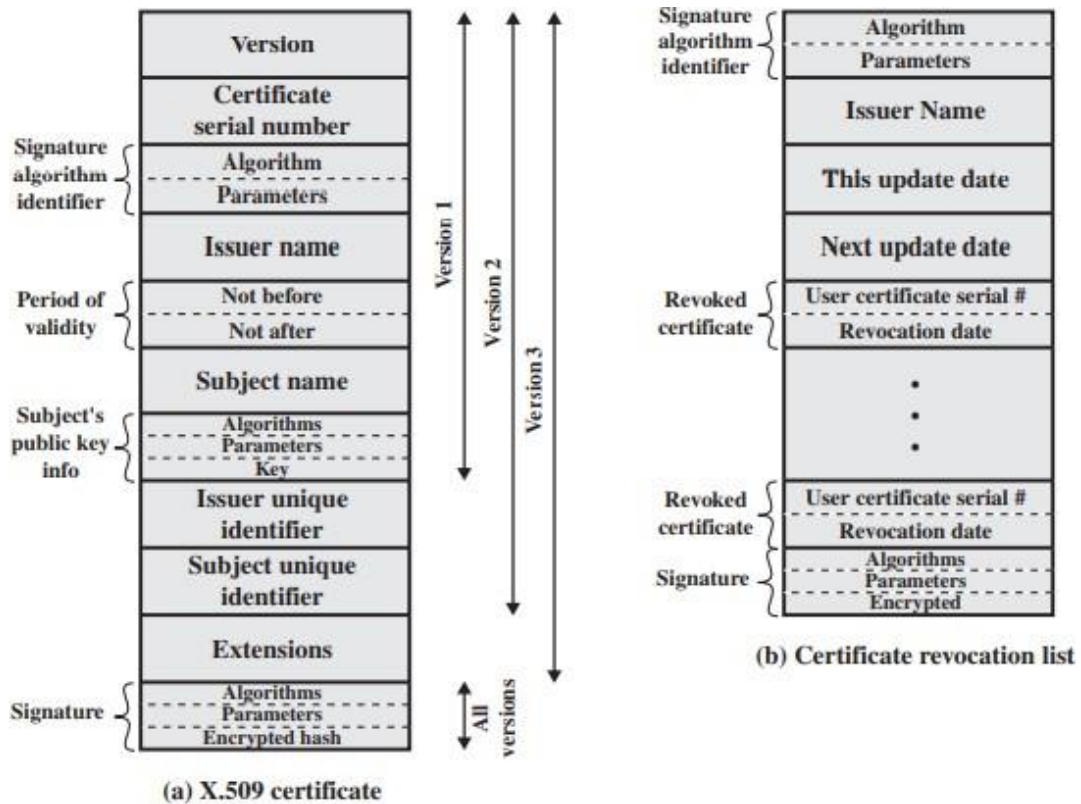 Version
Certificate
serial number
Signature
algorithm
identifier
Algorithm
Parameters
Issuer name
Period of
validity
Not before
Not after
Subject name
Subject's
public key
info
Algorithms
Parameters
Key
Issuer unique
identifier
Subject unique
identifier
Extensions
Signature
Algorithms
Parameters
Encrypted hash
Version 1
Version 2
Version 3
All
versions
(a) X.509 certificate
Signature
algorithm
identifier
Algorithm
Parameters
Issuer Name
This update date
Next update date
Revoked
certificate
User certificate serial #
Revocation date
Revoked
certificate
User certificate serial #
Revocation date
Signature
Algorithms
Parameters
Encrypted
(b) Certificate revocation list